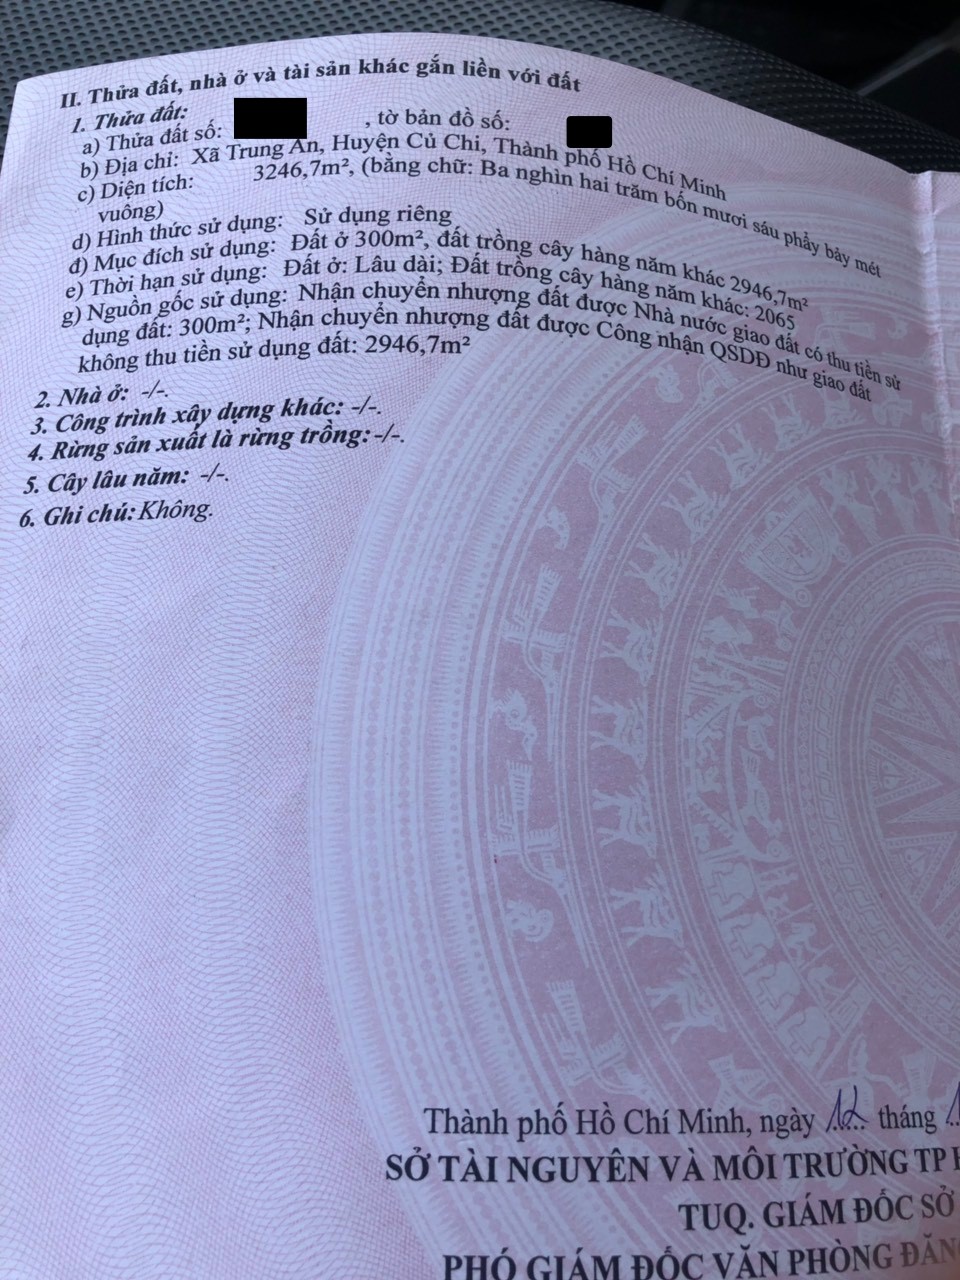 II. Thửa đất, nhà ở và tài sản khác gắn liền với đất
1. Thửa đất:
a) Thửa đất số: , tờ bản đồ số:
b) Địa chỉ: Xã Trung An, Huyện Củ Chi, Thành phố Hồ Chí Minh
c) Diện tích: 3246,7m², (bằng chữ: Ba nghìn hai trăm bốn mươi sáu phẩy bảy mét
vuông)
d) Hình thức sử dụng: Sử dụng riêng
đ) Mục đích sử dụng: Đất ở 300m², đất trồng cây hàng năm khác 2946,7m²
e) Thời hạn sử dụng: Đất ở: Lâu dài; Đất trồng cây hàng năm khác: 2065
g) Nguồn gốc sử dụng: Nhận chuyển nhượng đất được Nhà nước giao đất có thu tiền sử
dụng đất: 300m²; Nhận chuyển nhượng đất được Công nhận QSDĐ như giao đất
không thu tiền sử dụng đất: 2946,7m²
2. Nhà ở: -/-.
3. Công trình xây dựng khác: -/-.
4. Rừng sản xuất là rừng trồng: -/-.
5. Cây lâu năm: -/-.
6. Ghi chú: Không.
Thành phố Hồ Chí Minh, ngày 12 tháng
SỞ TÀI NGUYÊN VÀ MÔI TRƯỜNG TP
TUQ. GIÁM ĐỐC SỞ
PHÓ GIÁM ĐỐC VĂN PHÒNG ĐĂN